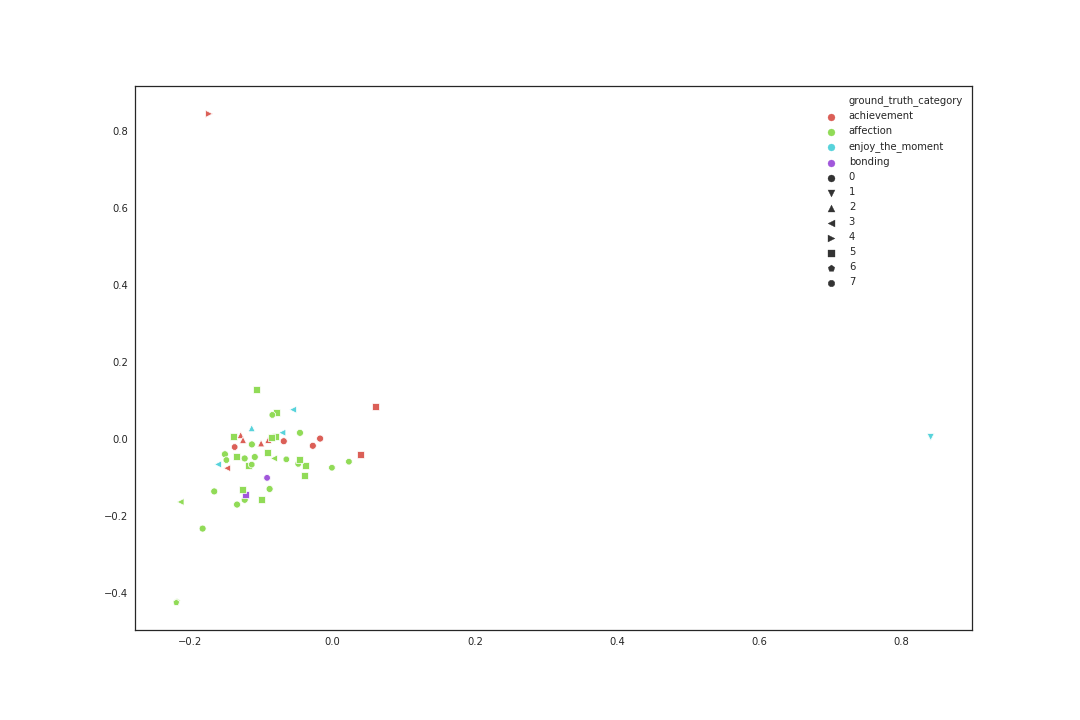 ground_truth_category
achievement
affection
enjoy_the_moment
bonding
0
1
2
3
4
5
6
7
0.8
0.6
0.4
0.2
0.0
−0.2
−0.4
−0.2 0.0 0.2 0.4 0.6 0.8